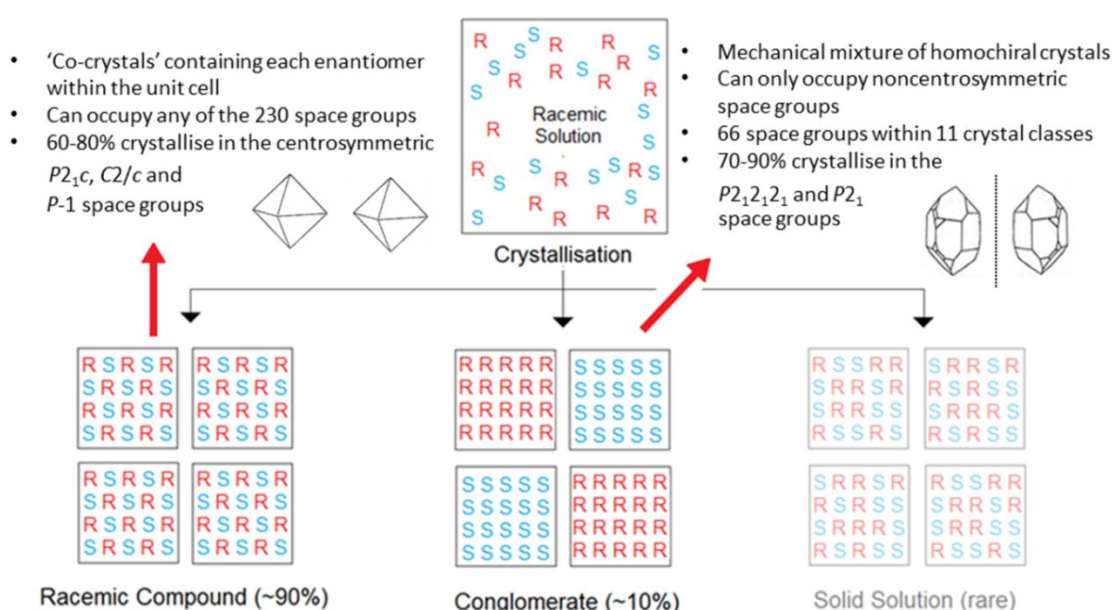 • 'Co-crystals' containing each enantiomer
within the unit cell
• Can occupy any of the 230 space groups
• 60-80% crystallise in the centrosymmetric
P2₁c, C2/c and
P-1 space groups
R S R R S
S S R S R
S R R R
S
Racemic
R Solution S
S
R S S R S R S
S R S
S R R R R
Crystallisation
• Mechanical mixture of homochiral crystals
• Can only occupy noncentrosymmetric
space groups
• 66 space groups within 11 crystal classes
• 70-90% crystallise in the
P2₁2₁2₁ and P2₁
space groups
R S R S R
S R S R S
R S R S R
S R S R S
R S R S R
S R S R S
R S R S R
S R S R S
R S R S R
S R S R S
R S R S R
S R S R S
R S R S R
S R S R S
R S R S R
S R S R S
Racemic Compound (~90%)
R R R R R
R R R R R
R R R R R
R R R R R
S S S S S
S S S S S
S S S S S
S S S S S
S S S S S
S S S S S
S S S S S
S S S S S
R R R R R
R R R R R
R R R R R
R R R R R
Conglomerate (~10%)
R S S R R
S R R S R
R R R S S
R S S R S
S R R S R
R S R S S
S R R R S
R S R S S
S R R S R
R S R S S
S R R R S
R S R S S
R S S R R
S R R S R
R R R S S
R S S R S
Solid Solution (rare)